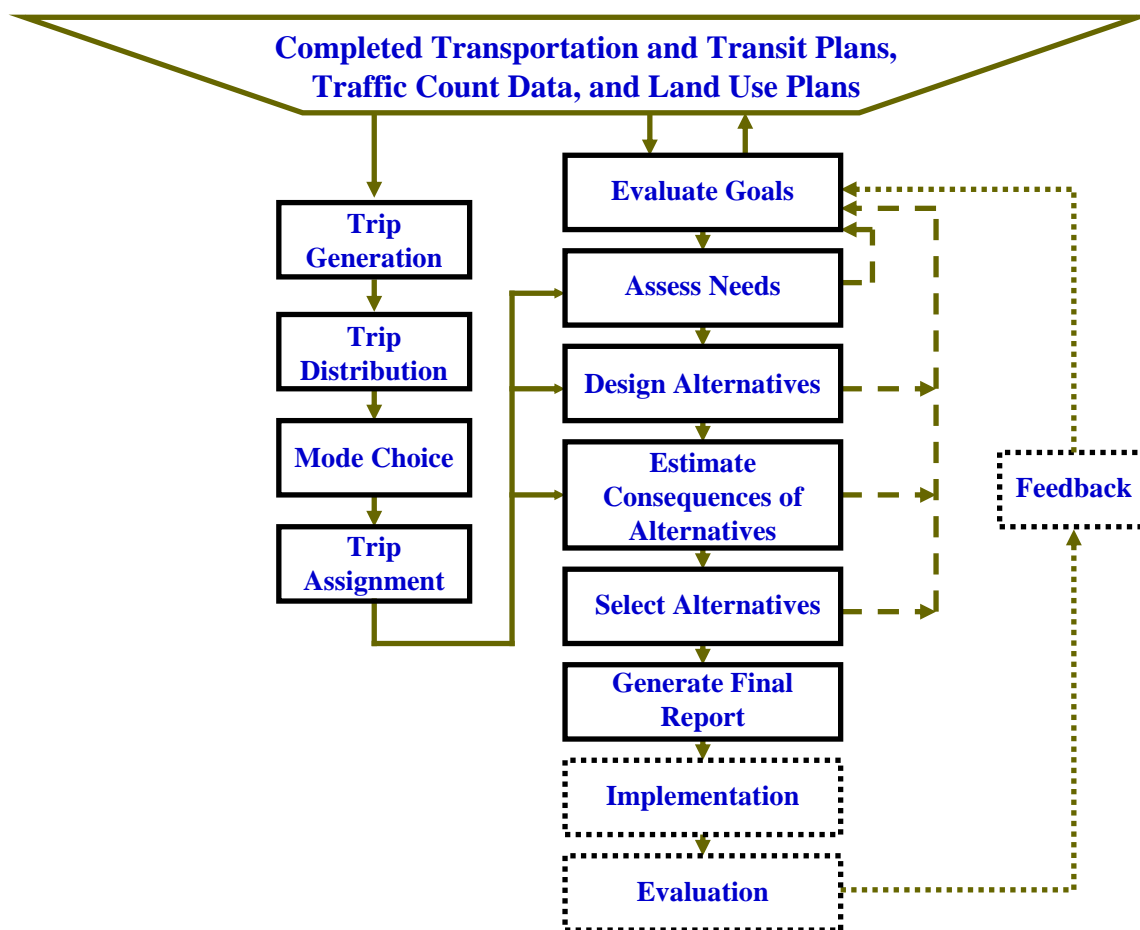 Completed Transportation and Transit Plans,
Traffic Count Data, and Land Use Plans
Trip
Generation
Trip
Distribution
Mode Choice
Trip
Assignment
Evaluate Goals
Assess Needs
Design Alternatives
Estimate
Consequences of
Alternatives
Select Alternatives
Generate Final
Report
Implementation
Evaluation
Feedback